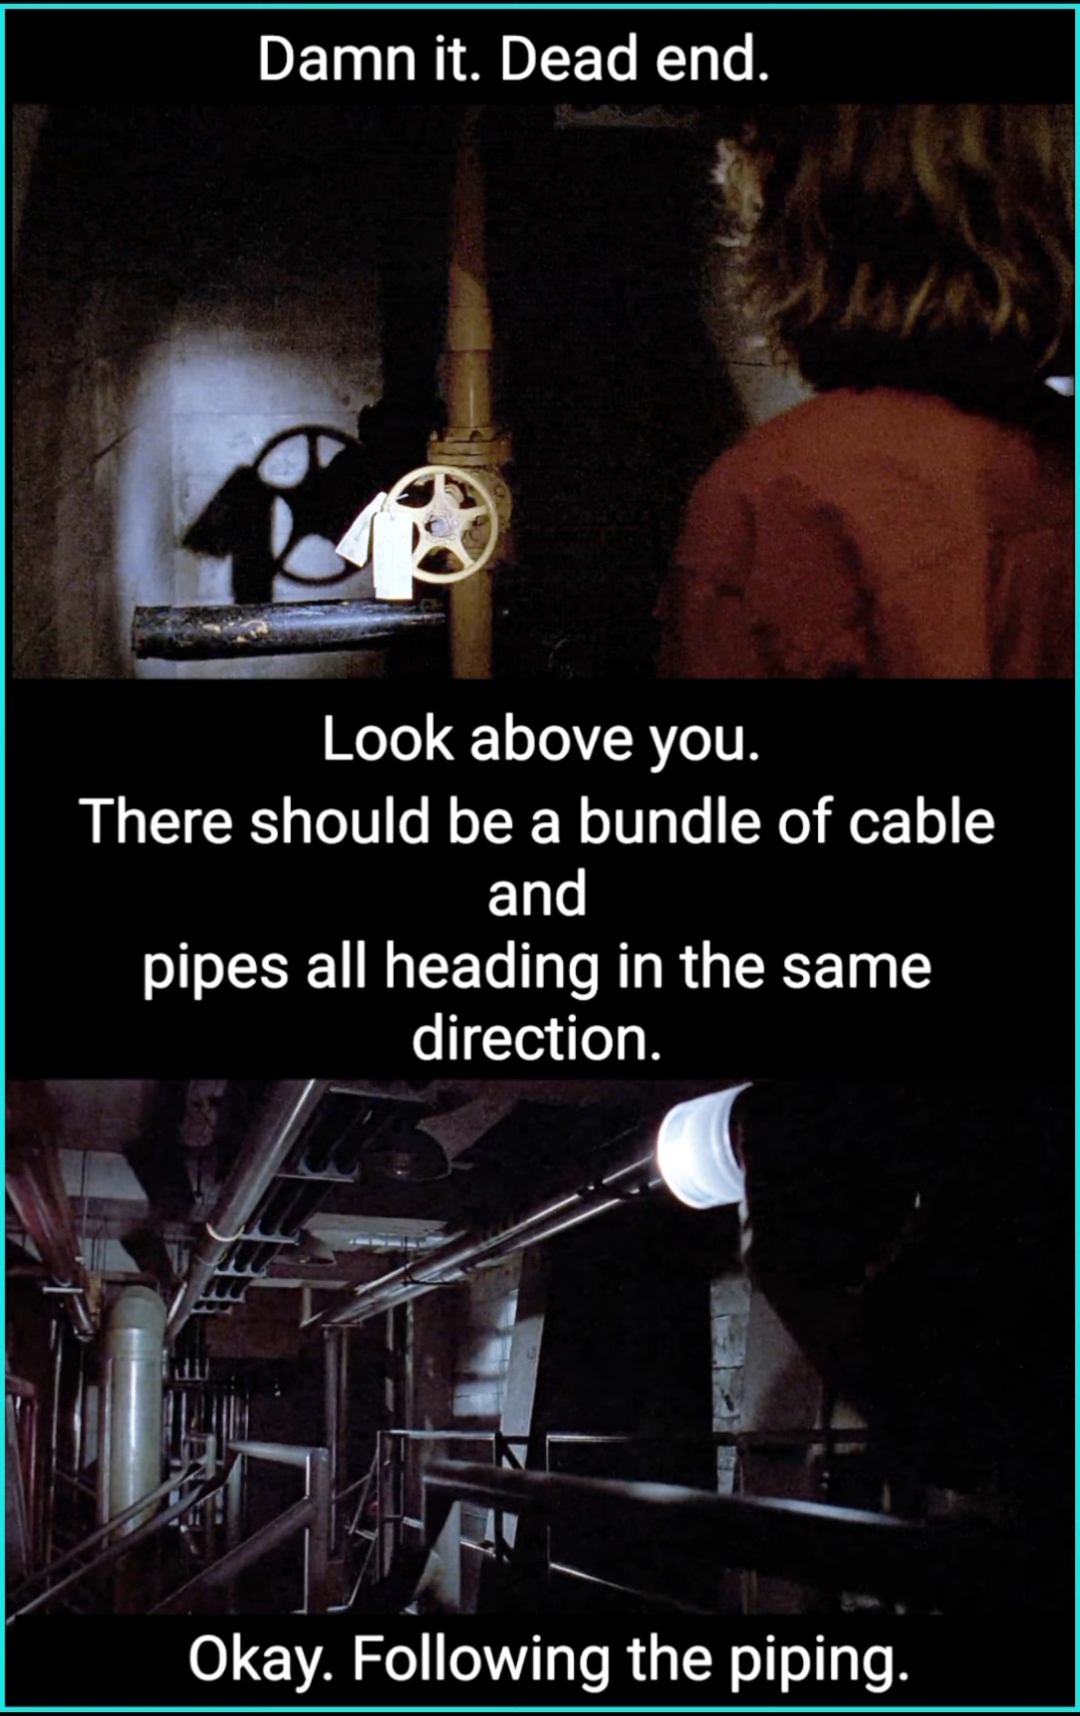 Damn it. Dead end.
Look above you.
There should be a bundle of cable
and
pipes all heading in the same
direction.
Okay. Following the piping.